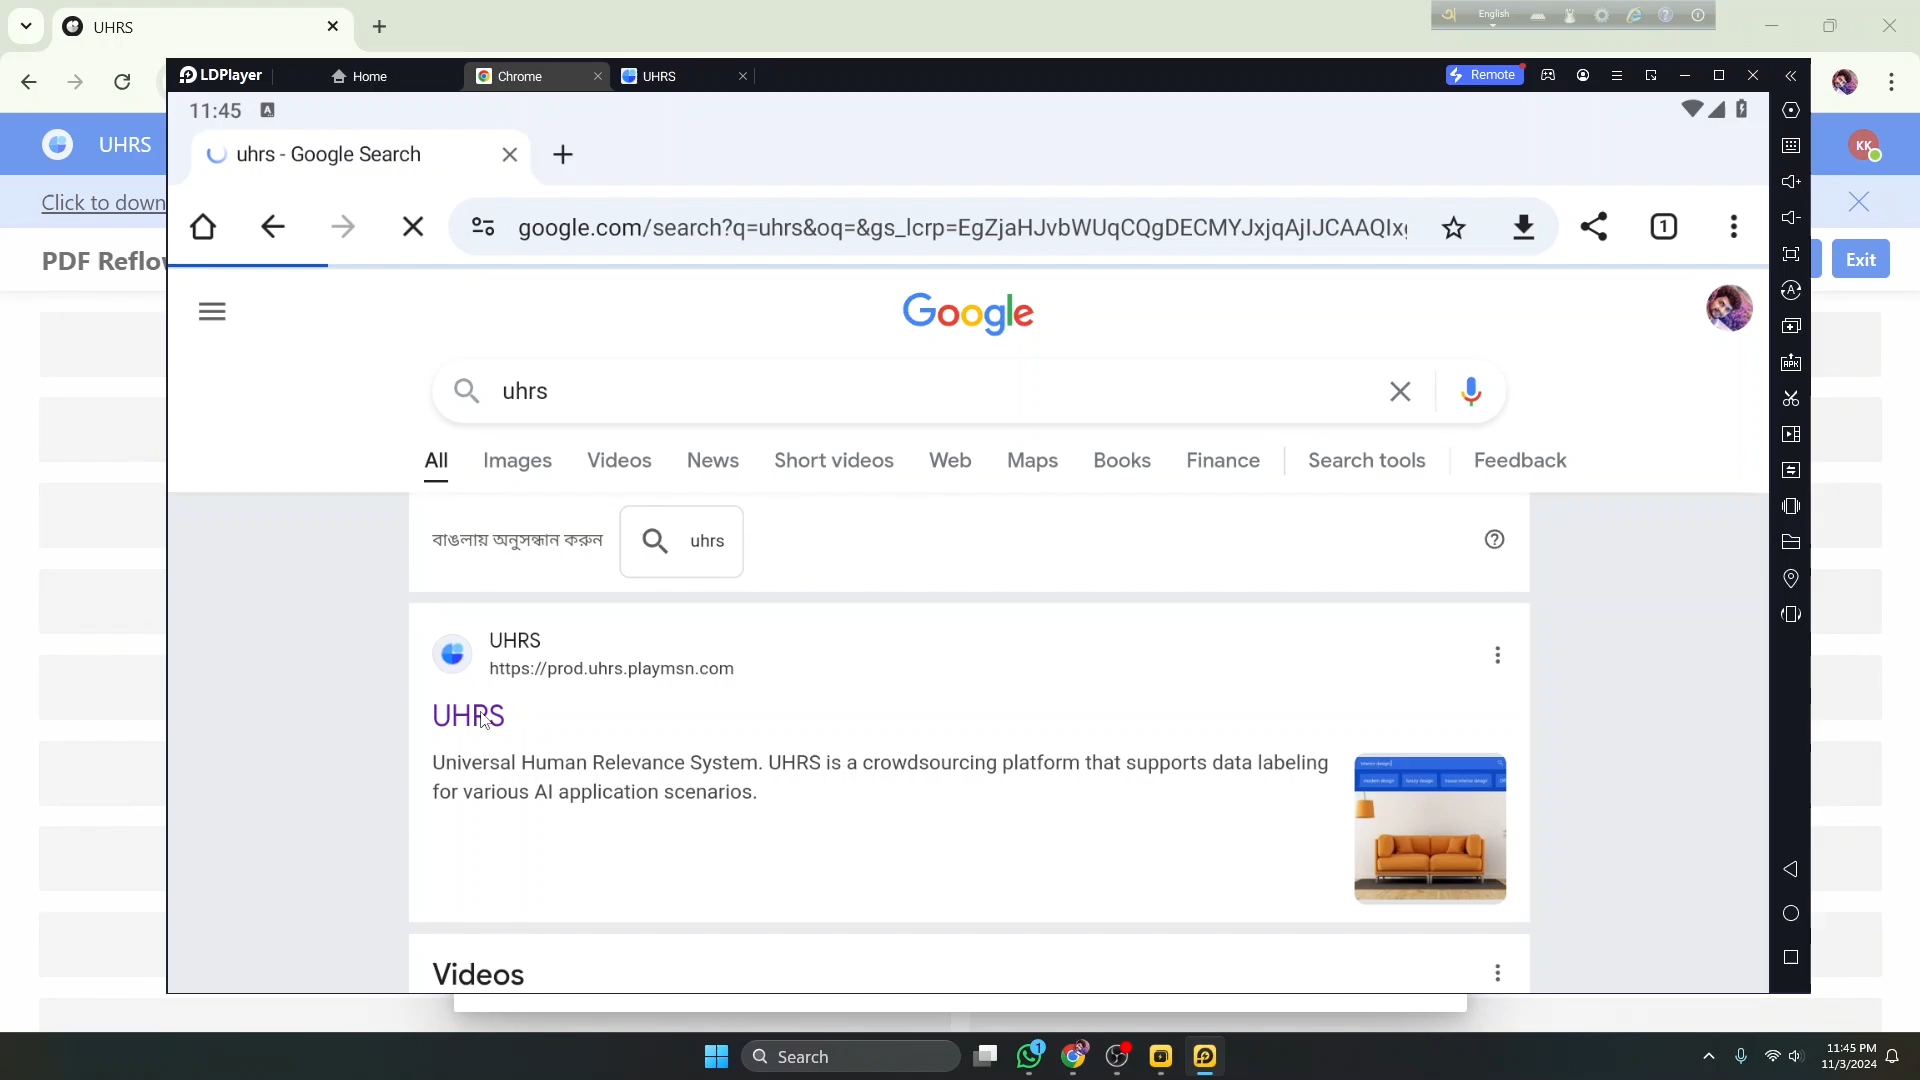 UHRS
English
LDPlayer
Home
Chrome
UHRS
Remote
11:45
uhrs - Google Search
google.com/search?q=uhrs&oq=&gs_lcrp=EgZjaHJvbWUqCQgDECMYJxjqAjIJCAAQIx
UHRS
KK
Click to down
PDF Reflo
Exit
Google
uhrs
All Images Videos News Short videos Web Maps Books Finance Search tools Feedback
বাঙলায় অনুসন্ধান করুন
uhrs
UHRS
https://prod.uhrs.playmsn.com
UHRS
Universal Human Relevance System. UHRS is a crowdsourcing platform that supports data labeling
for various AI application scenarios.
Videos
Search
1
11:45 PM
11/3/2024